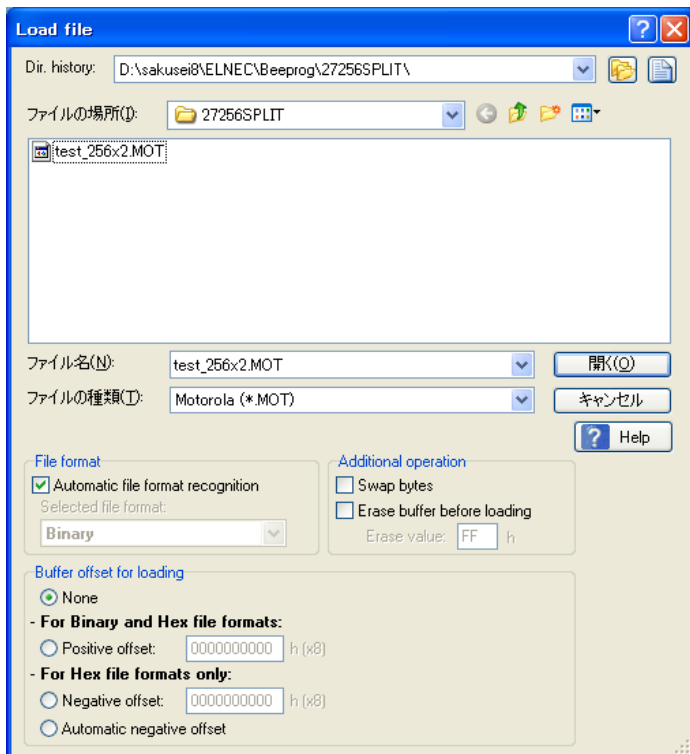 Load file
Dir. history: D:\sakusei8\ELNEC\Beeprog\27256SPLIT\
ファイルの場所(I): 27256SPLIT
test_256x2.MOT
ファイル名(N): test_256x2.MOT 開く(O)
ファイルの種類(T): Motorola (*.MOT) キャンセル
? Help
File format
Automatic file format recognition
Selected file format:
Binary
Additional operation
Swap bytes
Erase buffer before loading
Erase value: FF h
Buffer offset for loading
None
- For Binary and Hex file formats:
Positive offset: 0000000000 h (x8)
- For Hex file formats only:
Negative offset: 0000000000 h (x8)
Automatic negative offset